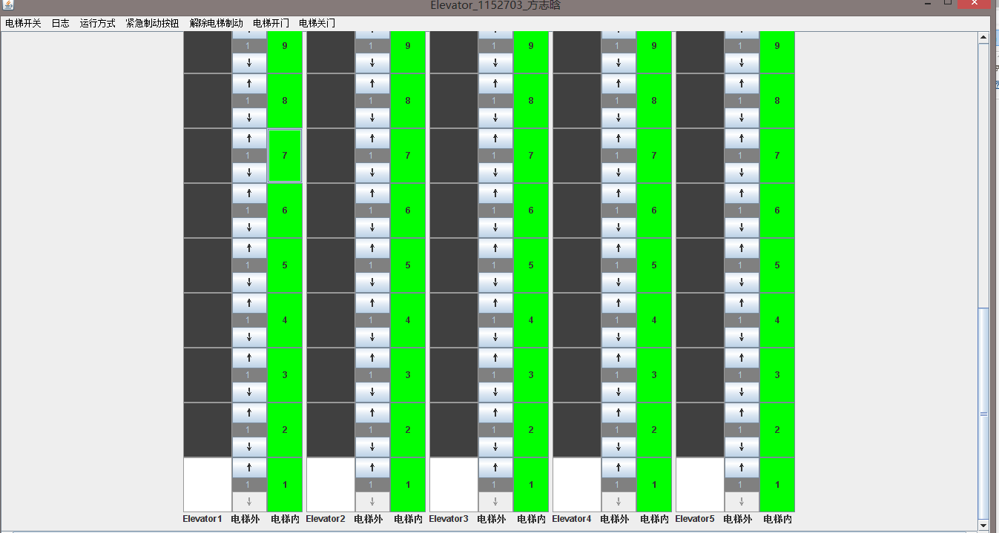 Elevator_1152703_方志晗
电梯开关 日志 运行方式 紧急制动按钮 解除电梯制动 电梯开门 电梯关门
↑ ↑ ↑ ↑ ↑
1 9 1 9 1 9 1 9 1 9
↓ ↓ ↓ ↓ ↓
↑ ↑ ↑ ↑ ↑
1 8 1 8 1 8 1 8 1 8
↓ ↓ ↓ ↓ ↓
↑ ↑ ↑ ↑ ↑
1 7 1 7 1 7 1 7 1 7
↓ ↓ ↓ ↓ ↓
↑ ↑ ↑ ↑ ↑
1 6 1 6 1 6 1 6 1 6
↓ ↓ ↓ ↓ ↓
↑ ↑ ↑ ↑ ↑
1 5 1 5 1 5 1 5 1 5
↓ ↓ ↓ ↓ ↓
↑ ↑ ↑ ↑ ↑
1 4 1 4 1 4 1 4 1 4
↓ ↓ ↓ ↓ ↓
↑ ↑ ↑ ↑ ↑
1 3 1 3 1 3 1 3 1 3
↓ ↓ ↓ ↓ ↓
↑ ↑ ↑ ↑ ↑
1 2 1 2 1 2 1 2 1 2
↓ ↓ ↓ ↓ ↓
↑ ↑ ↑ ↑ ↑
1 1 1 1 1 1 1 1 1 1
↓ ↓ ↓ ↓ ↓
Elevator1 电梯外 电梯内 Elevator2 电梯外 电梯内 Elevator3 电梯外 电梯内 Elevator4 电梯外 电梯内 Elevator5 电梯外 电梯内